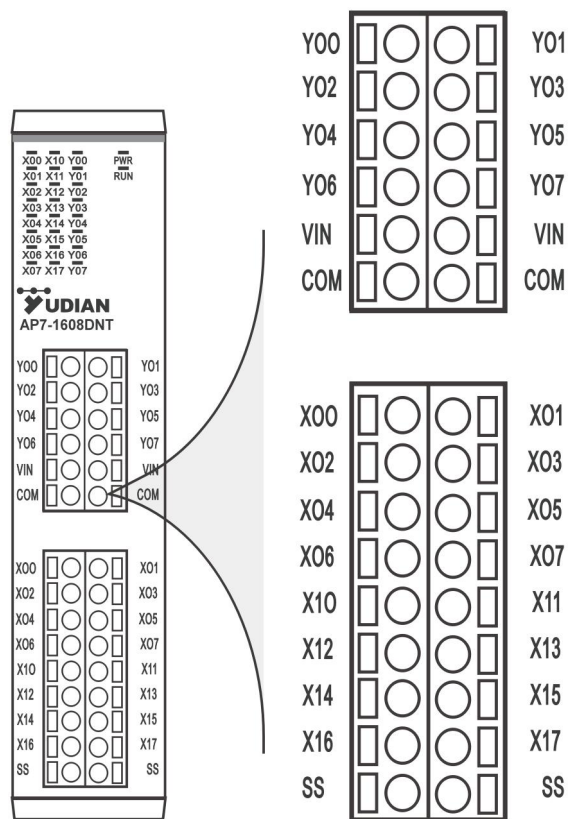 X00 X10 Y00 PWR
X01 X11 Y01 RUN
X02 X12 Y02
X03 X13 Y03
X04 X14 Y04
X05 X15 Y05
X06 X16 Y06
X07 X17 Y07
YUDIAN
AP7-1608DNT
Y00 Y01
Y02 Y03
Y04 Y05
Y06 Y07
VIN VIN
COM COM
X00 X01
X02 X03
X04 X05
X06 X07
X10 X11
X12 X13
X14 X15
X16 X17
SS SS
Y00 Y01
Y02 Y03
Y04 Y05
Y06 Y07
VIN VIN
COM COM
X00 X01
X02 X03
X04 X05
X06 X07
X10 X11
X12 X13
X14 X15
X16 X17
SS SS